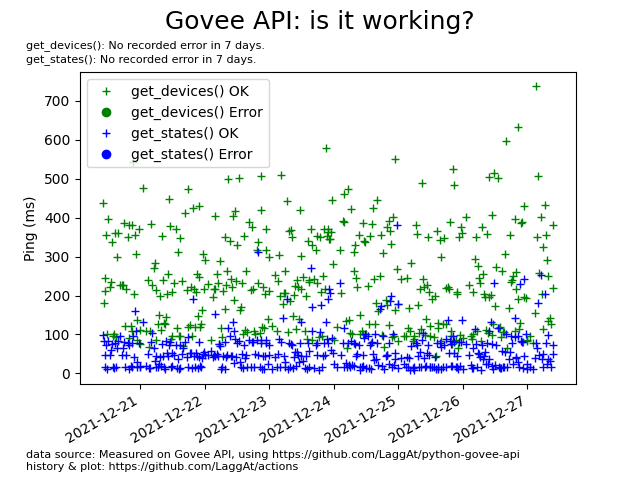 Govee API: is it working?
get_devices(): No recorded error in 7 days.
get_states(): No recorded error in 7 days.
get_devices() OK
get_devices() Error
get_states() OK
get_states() Error
Ping (ms)
700
600
500
400
300
200
100
0
2021-12-21
2021-12-22
2021-12-23
2021-12-24
2021-12-25
2021-12-26
2021-12-27
data source: Measured on Govee API, using https://github.com/LaggAt/python-govee-api
history & plot: https://github.com/LaggAt/actions